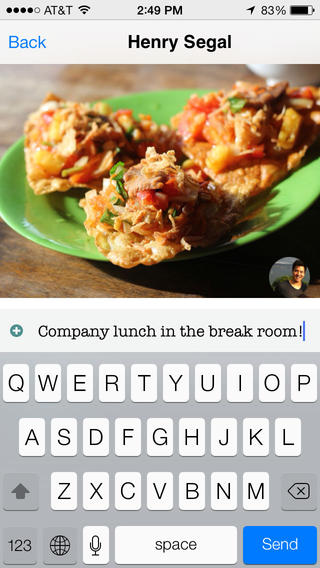 AT&T 2:49 PM 83%
Back Henry Segal
Company lunch in the break room!
Q W E R T Y U I O P
A S D F G H J K L
Z X C V B N M
123 space Send